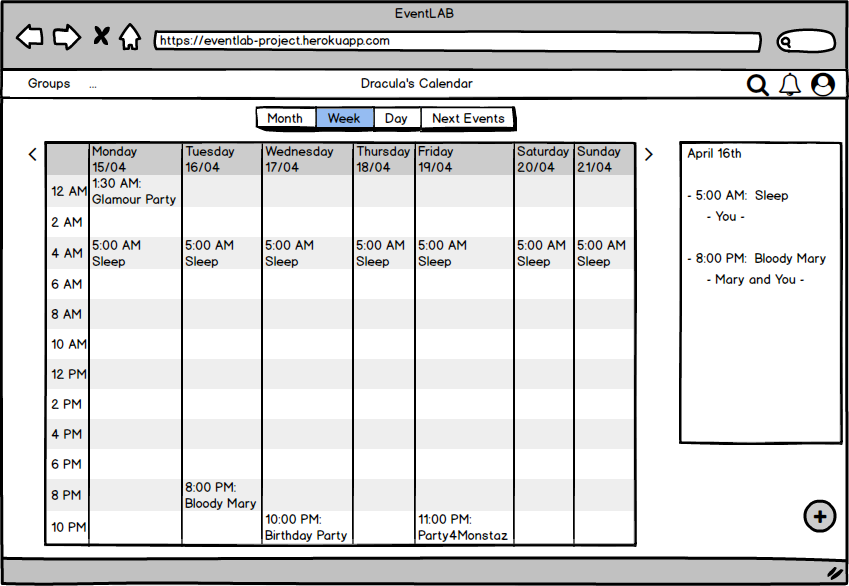 EventLAB
https://eventlab-project.herokuapp.com
Groups ... Dracula's Calendar
Month Week Day Next Events
Monday Tuesday Wednesday Thursday Friday Saturday Sunday
15/04 16/04 17/04 18/04 19/04 20/04 21/04
12 AM 1:30 AM:
Glamour Party
2 AM
4 AM 5:00 AM 5:00 AM 5:00 AM 5:00 AM 5:00 AM 5:00 AM 5:00 AM
Sleep Sleep Sleep Sleep Sleep Sleep Sleep
6 AM
8 AM
10 AM
12 PM
2 PM
4 PM
6 PM
8 PM 8:00 PM:
Bloody Mary
10 PM 10:00 PM: 11:00 PM:
Birthday Party Party4Monstaz
April 16th
- 5:00 AM: Sleep
- You -
- 8:00 PM: Bloody Mary
- Mary and You -